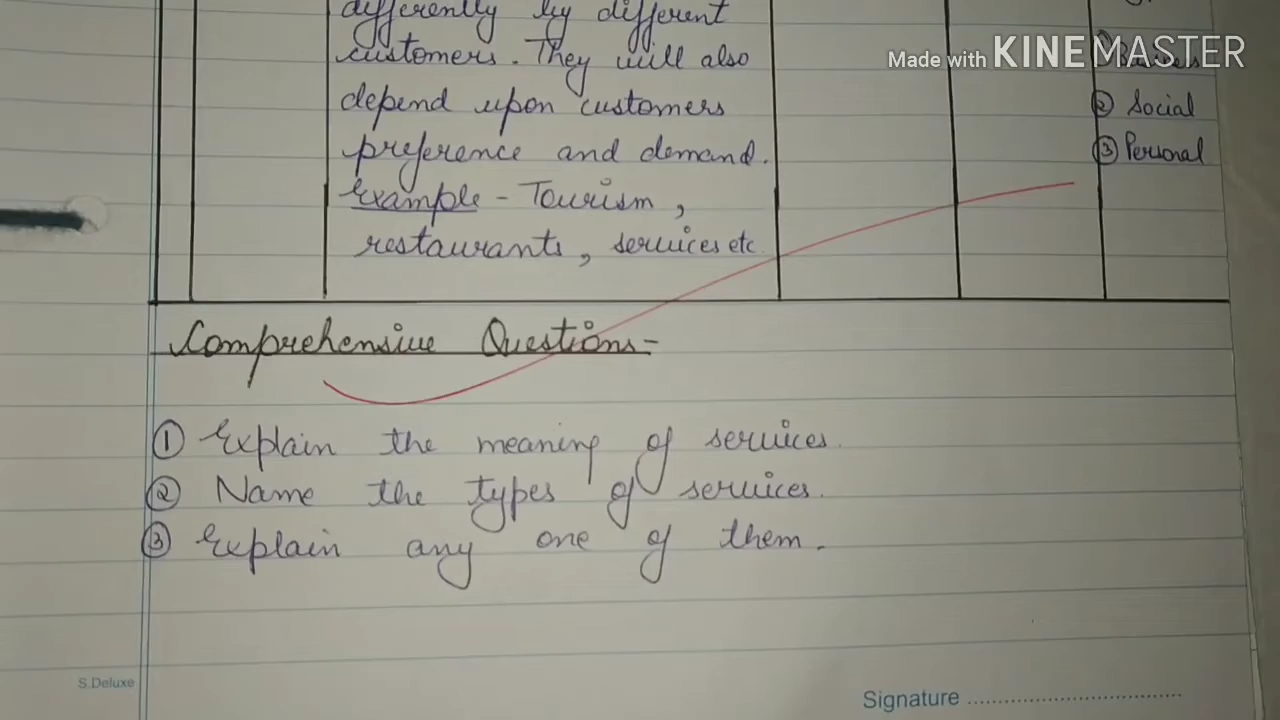 differently by different
customers. They will also
depend upon customers
preference and demand.
Example - Tourism,
restaurants, services etc
Made with KINEMASTER
② Social
③ Personal
Comprehensive Questions-
① Explain the meaning of services.
② Name the types of services.
③ Explain any one of them.
S.Deluxe
Signature